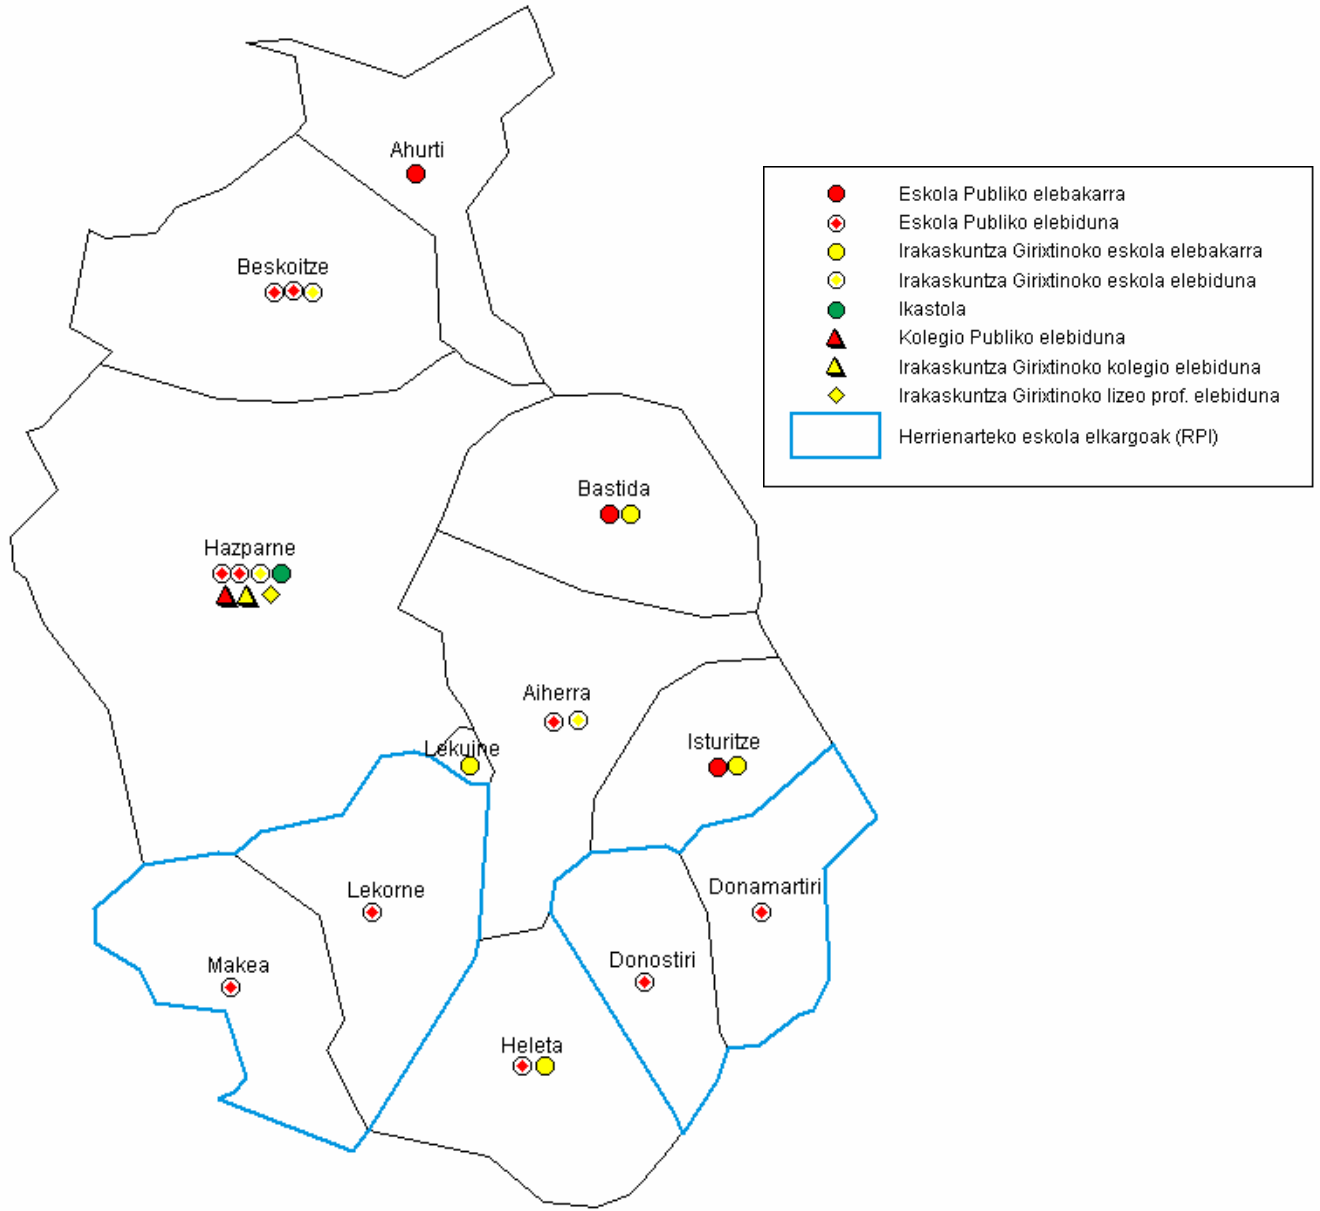 Ahurti
Beskoitze
Eskola Publiko elebakarra
Eskola Publiko elebiduna
Irakaskuntza Girixtinoko eskola elebakarra
Irakaskuntza Girixtinoko eskola elebiduna
Ikastola
Kolegio Publiko elebiduna
Irakaskuntza Girixtinoko kolegio elebiduna
Irakaskuntza Girixtinoko lizeo prof. elebiduna
Herrienarteko eskola elkargoak (RPI)
Bastida
Hazparne
Aiherra
Lekuine
Isturitze
Lekorne
Donamartiri
Makea
Donostiri
Heleta